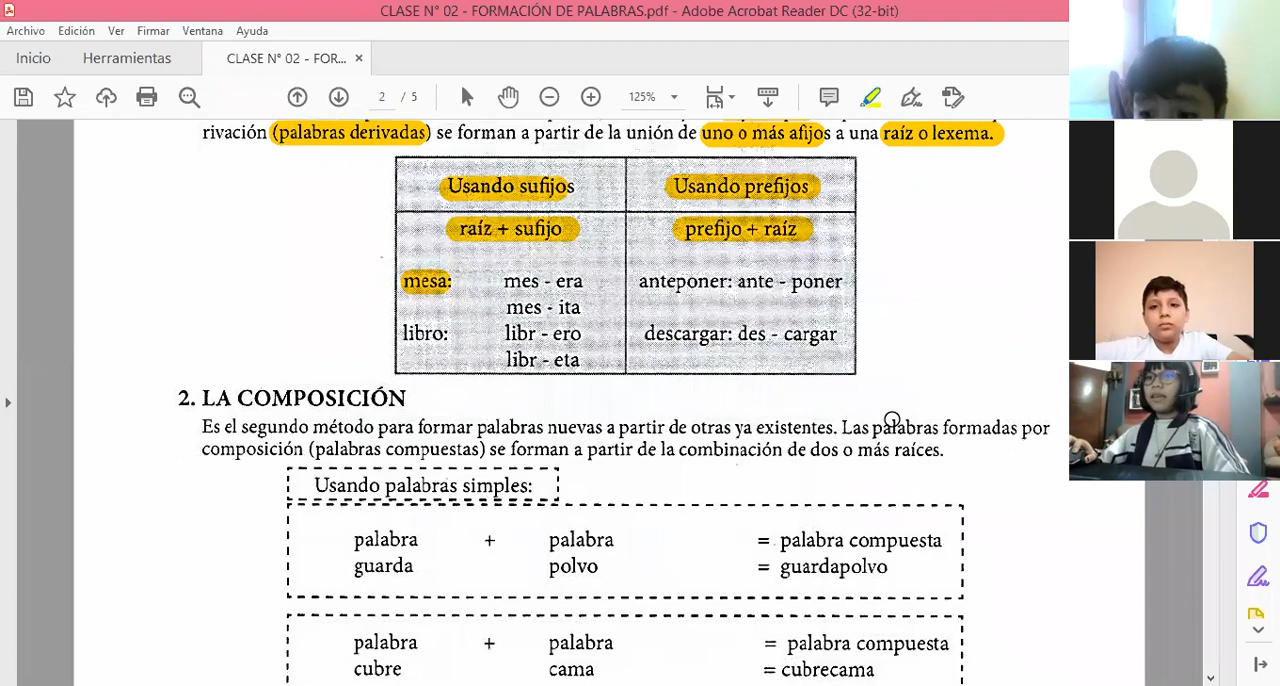 CLASE N° 02 - FORMACIÓN DE PALABRAS.pdf - Adobe Acrobat Reader DC (32-bit)
Archivo Edición Ver Firmar Ventana Ayuda
Inicio Herramientas CLASE N° 02 - FOR... ×
2 / 5 125%
rivación (palabras derivadas) se forman a partir de la unión de uno o más afijos a una raíz o lexema.
Usando sufijos Usando prefijos
raíz + sufijo prefijo + raíz
mesa: mes - era anteponer: ante - poner
mes - ita
libro: libr - ero descargar: des - cargar
libr - eta
2. LA COMPOSICIÓN
Es el segundo método para formar palabras nuevas a partir de otras ya existentes. Las palabras formadas por
composición (palabras compuestas) se forman a partir de la combinación de dos o más raíces.
Usando palabras simples:
palabra + palabra = palabra compuesta
guarda polvo = guardapolvo
palabra + palabra = palabra compuesta
cubre cama = cubrecama